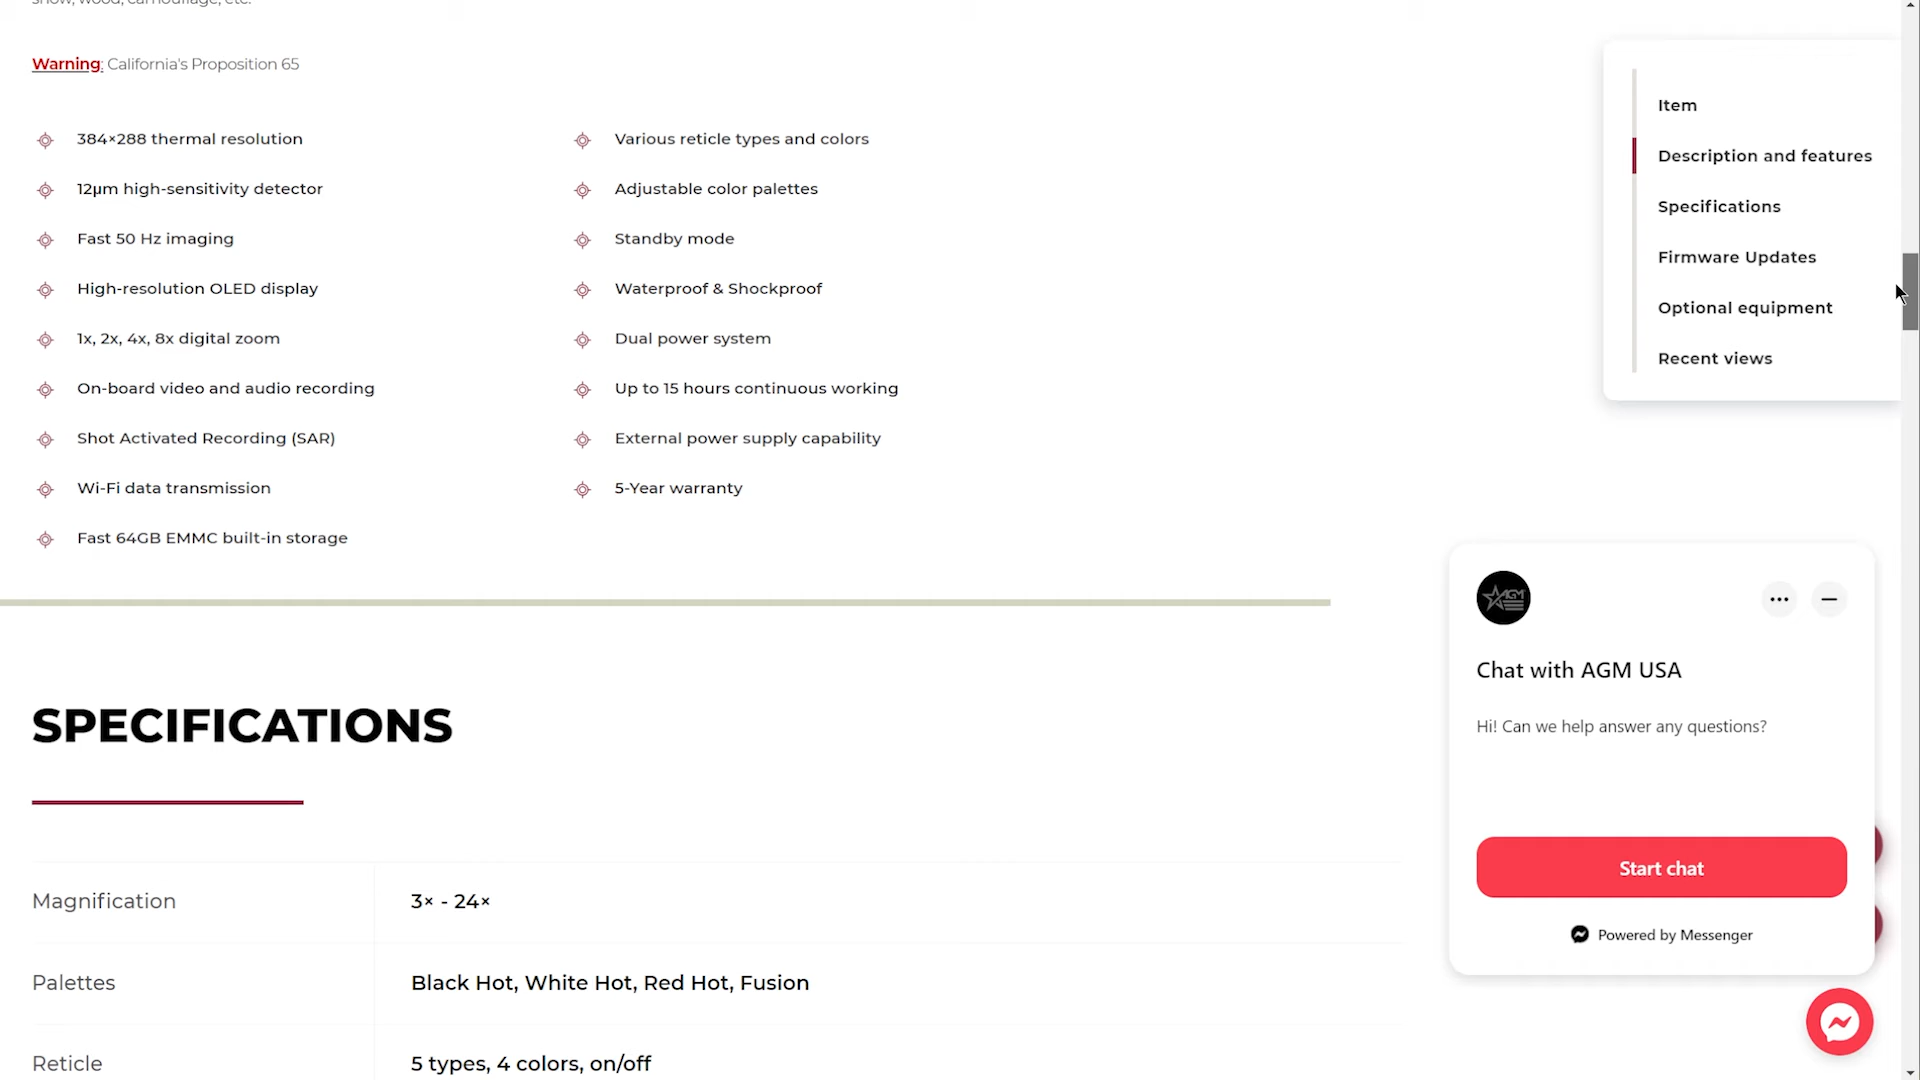 snow, wood, camouflage, etc.
Warning: California's Proposition 65
384×288 thermal resolution
12μm high-sensitivity detector
Fast 50 Hz imaging
High-resolution OLED display
1x, 2x, 4x, 8x digital zoom
On-board video and audio recording
Shot Activated Recording (SAR)
Wi-Fi data transmission
Fast 64GB EMMC built-in storage
Various reticle types and colors
Adjustable color palettes
Standby mode
Waterproof & Shockproof
Dual power system
Up to 15 hours continuous working
External power supply capability
5-Year warranty
SPECIFICATIONS
Magnification 3× - 24×
Palettes Black Hot, White Hot, Red Hot, Fusion
Reticle 5 types, 4 colors, on/off
Item
Description and features
Specifications
Firmware Updates
Optional equipment
Recent views
AGM
Chat with AGM USA
Hi! Can we help answer any questions?
Start chat
Powered by Messenger